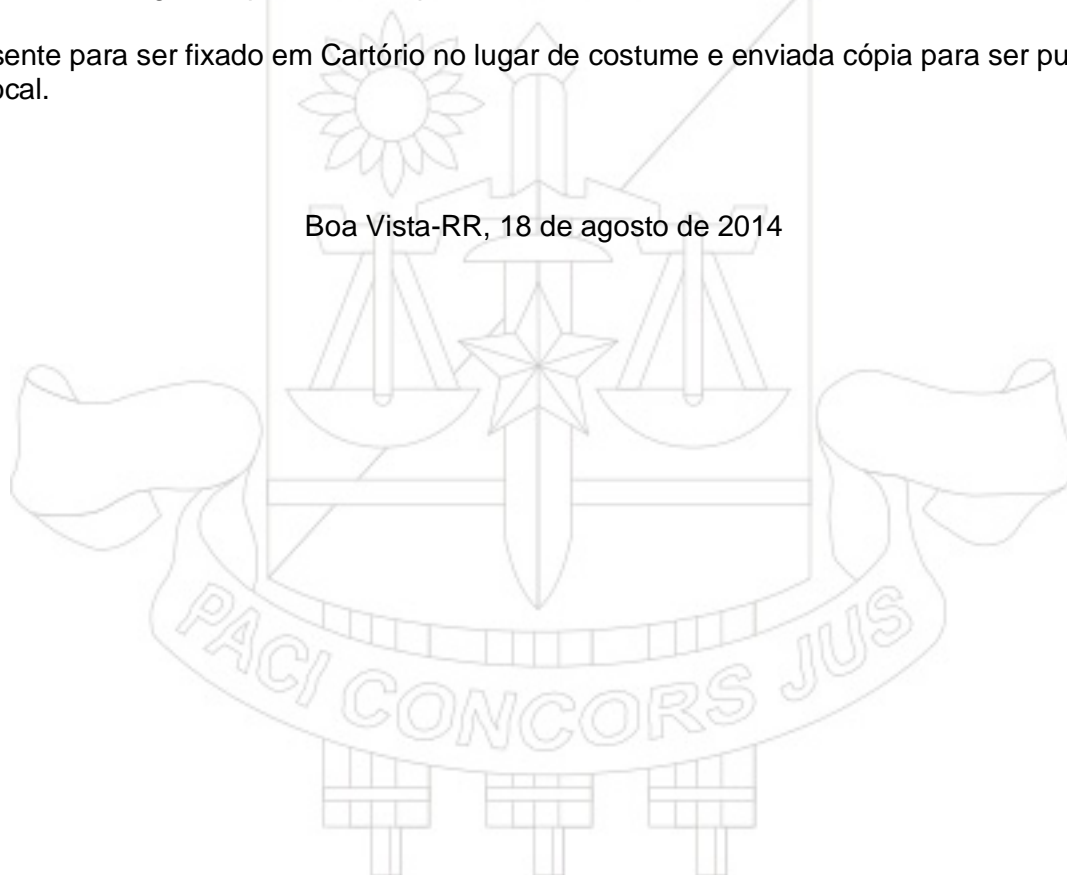 sente para ser fixado em Cartório no lugar de costume e enviada cópia para ser pu
ocal.
Boa Vista-RR, 18 de agosto de 2014
PACI CONCORS JUS